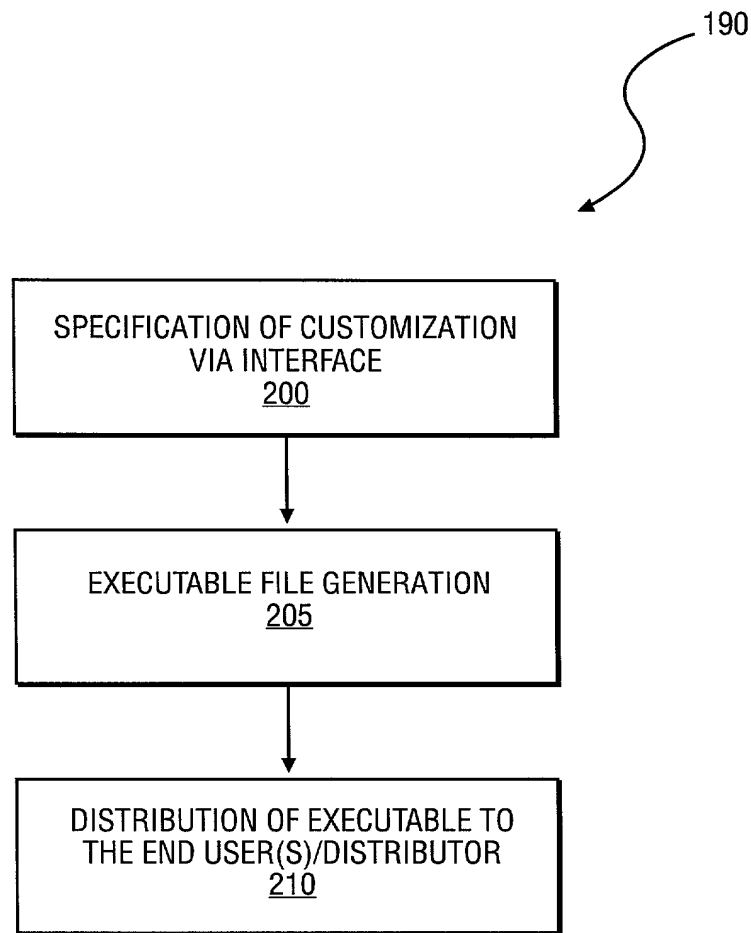 190
SPECIFICATION OF CUSTOMIZATION
VIA INTERFACE
200
EXECUTABLE FILE GENERATION
205
DISTRIBUTION OF EXECUTABLE TO
THE END USER(S)/DISTRIBUTOR
210